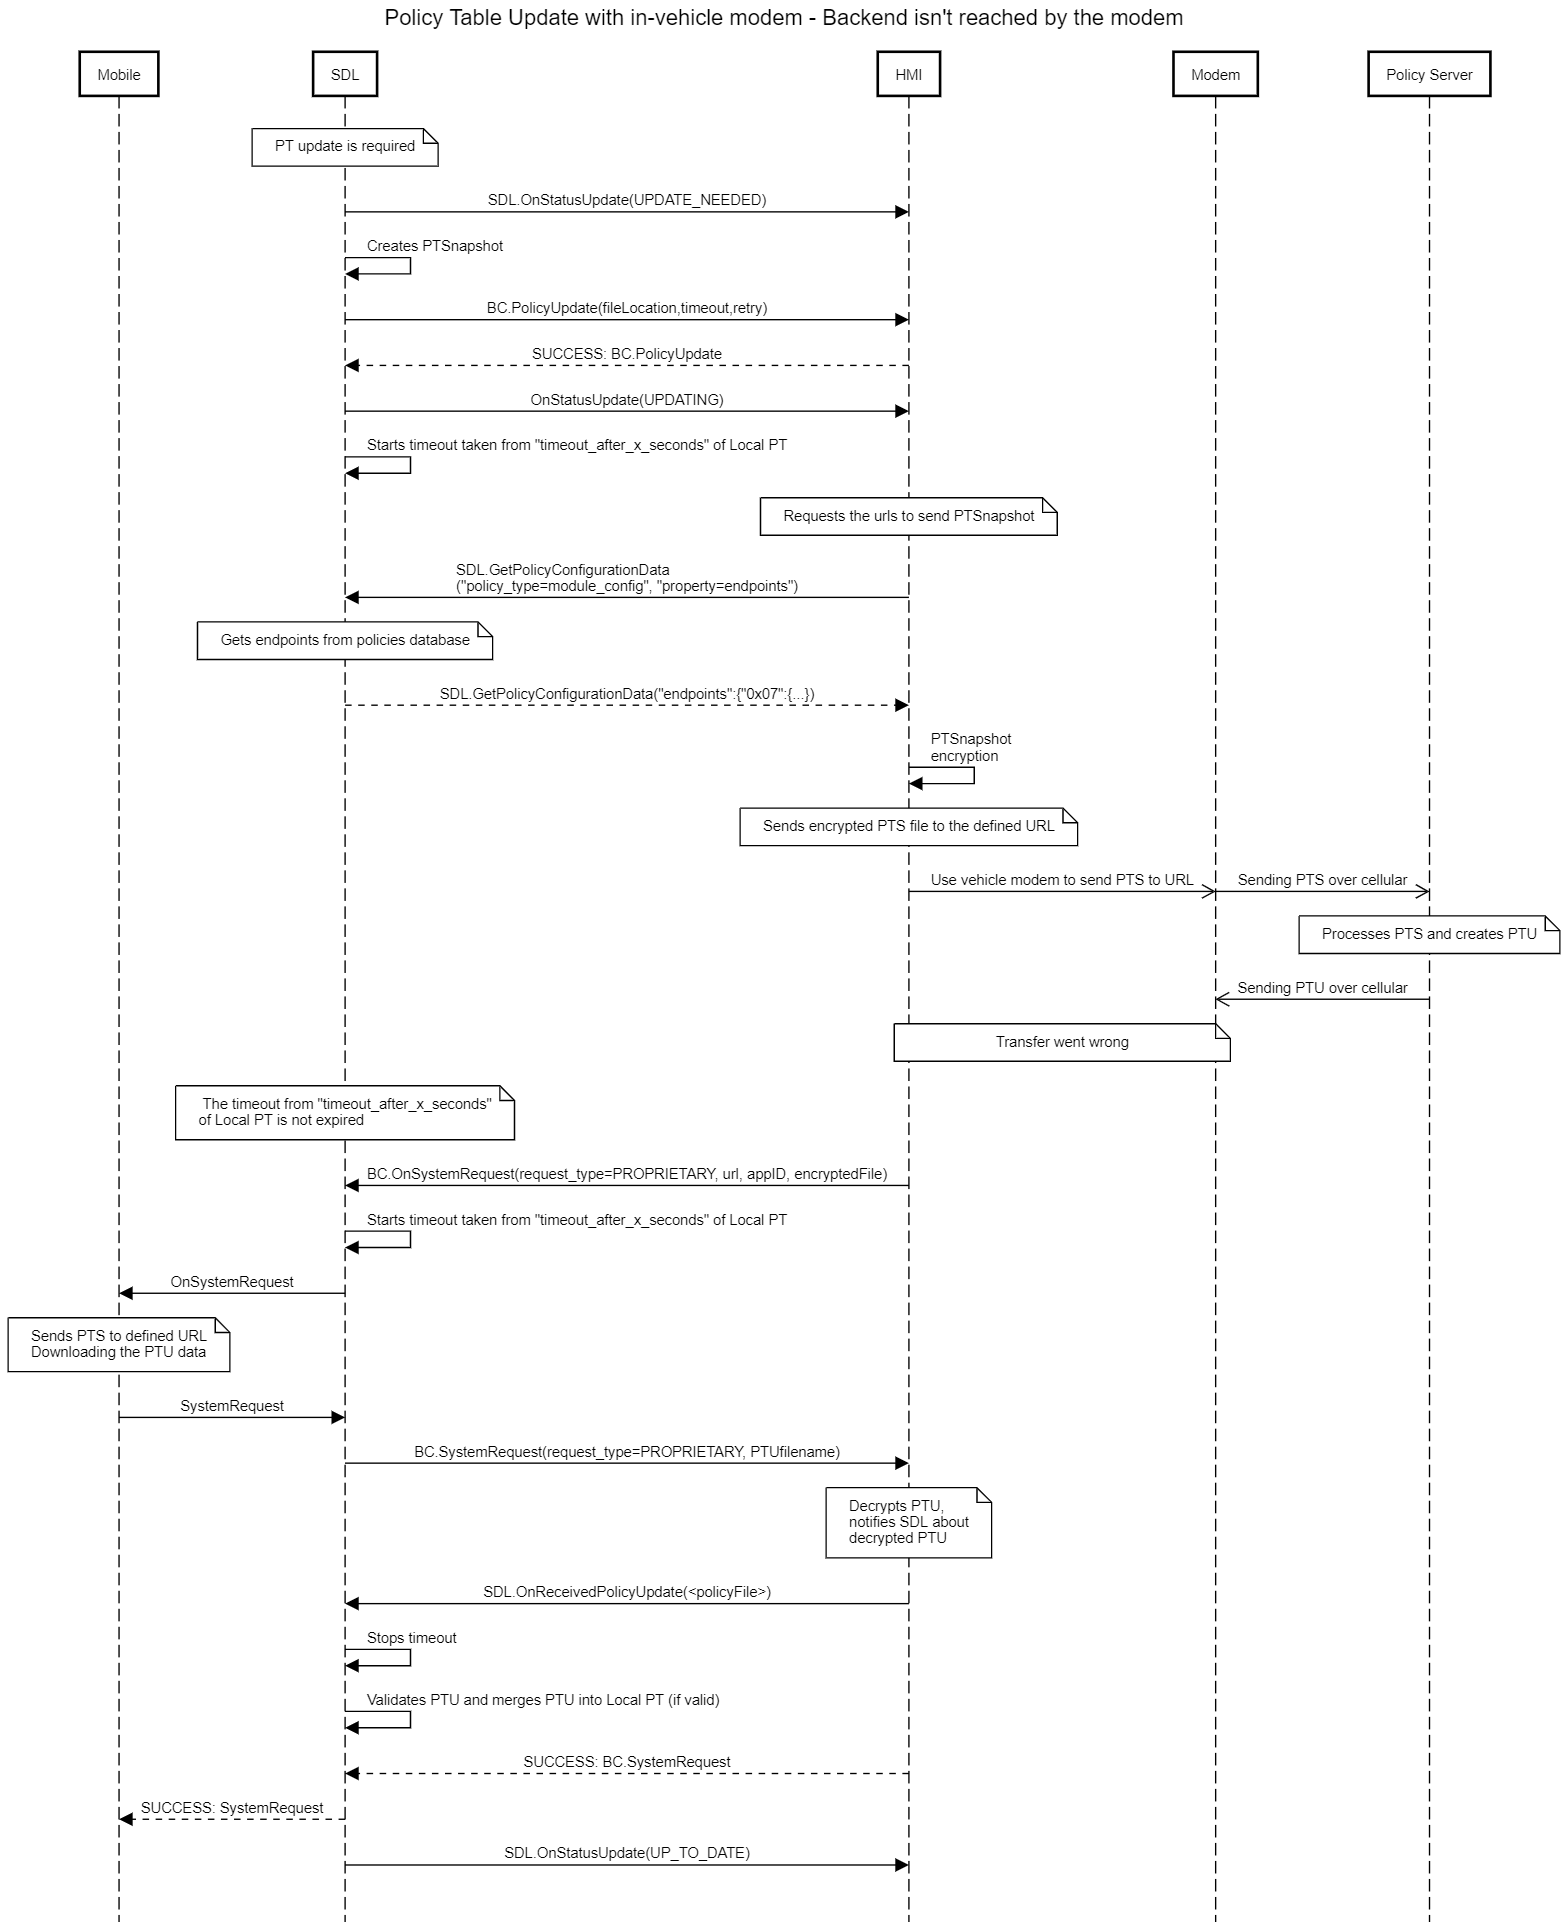 Policy Table Update with in-vehicle modem - Backend isn't reached by the modem
Mobile
SDL
HMI
Modem
Policy Server
PT update is required
SDL.OnStatusUpdate(UPDATE_NEEDED)
Creates PTSnapshot
BC.PolicyUpdate(fileLocation,timeout,retry)
SUCCESS: BC.PolicyUpdate
OnStatusUpdate(UPDATING)
Starts timeout taken from "timeout_after_x_seconds" of Local PT
Requests the urls to send PTSnapshot
SDL.GetPolicyConfigurationData
("policy_type=module_config", "property=endpoints")
Gets endpoints from policies database
SDL.GetPolicyConfigurationData("endpoints":{"0x07":{...})
PTSnapshot
encryption
Sends encrypted PTS file to the defined URL
Use vehicle modem to send PTS to URL
Sending PTS over cellular
Processes PTS and creates PTU
Sending PTU over cellular
Transfer went wrong
The timeout from "timeout_after_x_seconds"
of Local PT is not expired
BC.OnSystemRequest(request_type=PROPRIETARY, url, appID, encryptedFile)
Starts timeout taken from "timeout_after_x_seconds" of Local PT
OnSystemRequest
Sends PTS to defined URL
Downloading the PTU data
SystemRequest
BC.SystemRequest(request_type=PROPRIETARY, PTUfilename)
Decrypts PTU,
notifies SDL about
decrypted PTU
SDL.OnReceivedPolicyUpdate(<policyFile>)
Stops timeout
Validates PTU and merges PTU into Local PT (if valid)
SUCCESS: BC.SystemRequest
SUCCESS: SystemRequest
SDL.OnStatusUpdate(UP_TO_DATE)